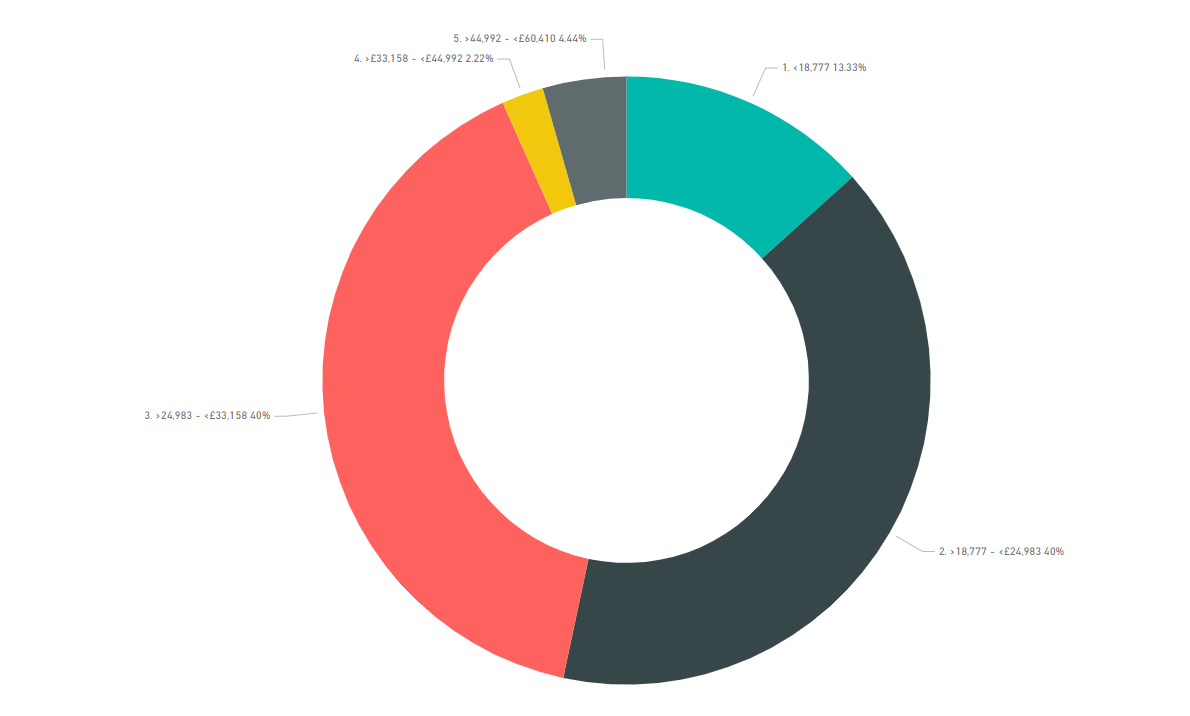 5. >44,992 - <£60,410 4.44%
4. >£33,158 - <£44,992 2.22%
1. <18,777 13.33%
3. >24,983 - <£33,158 40%
2. >18,777 - <£24,983 40%